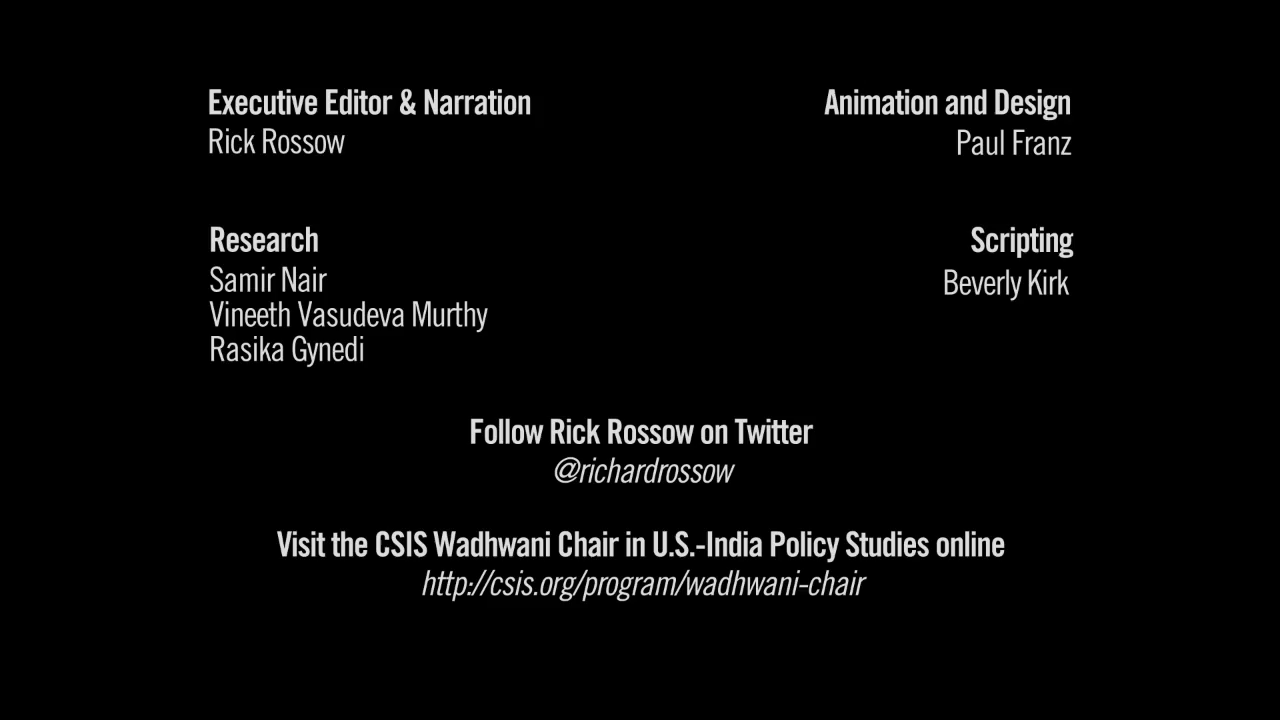 Executive Editor & Narration
Rick Rossow
Animation and Design
Paul Franz
Research
Samir Nair
Vineeth Vasudeva Murthy
Rasika Gynedi
Scripting
Beverly Kirk
Follow Rick Rossow on Twitter
@richardrossow
Visit the CSIS Wadhwani Chair in U.S.-India Policy Studies online
http://csis.org/program/wadhwani-chair